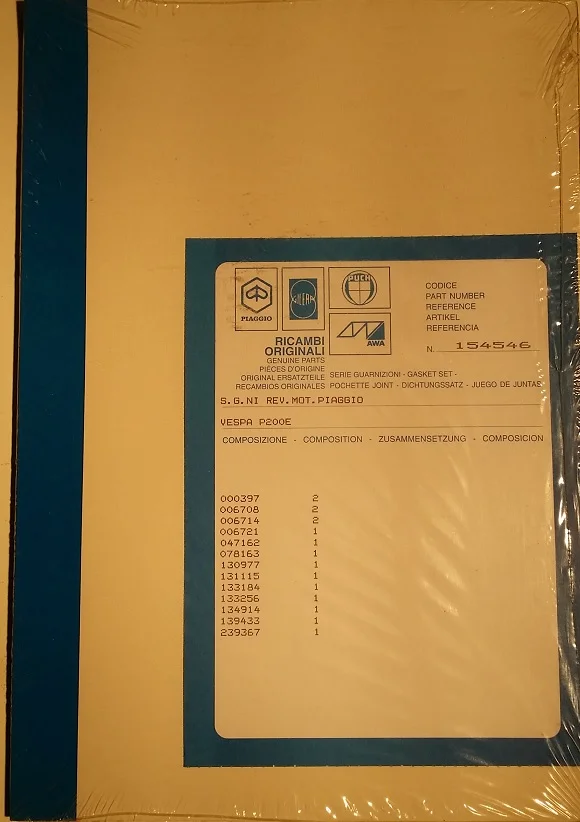 PIAGGIO
GILERA
PUCH
AWA
CODICE
PART NUMBER
REFERENCE
ARTIKEL
REFERENCIA
N. 154546
RICAMBI
ORIGINALI
GENUINE PARTS
PIÈCES D'ORIGINE
ORIGINAL ERSATZTEILE
RECAMBIOS ORIGINALES
SERIE GUARNIZIONI - GASKET SET -
POCHETTE JOINT - DICHTUNGSSATZ - JUEGO DE JUNTAS
S.G.NI REV.MOT.PIAGGIO
VESPA P200E
COMPOSIZIONE - COMPOSITION - ZUSAMMENSETZUNG - COMPOSICION
000397 2
006708 2
006714 2
006721 1
047162 1
078163 1
130977 1
131115 1
133184 1
133256 1
134914 1
139433 1
239367 1